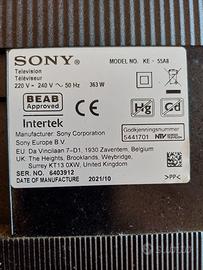 SONY
MODEL NO. KE - 55A8
Television
Téléviseur
220 V ~ 240 V ~ 50 Hz 363 W
BEAB
Approved
Intertek
Hg Cd
Manufacturer: Sony Corporation
Godkjenningsnummer
Sony Europe B.V.
5441701
EU: Da Vincilaan 7-D1, 1930 Zaventem, Belgium
UK: The Heights, Brooklands, Weybridge,
Surrey KT13 0XW, United Kingdom
SER. NO. 6403912
DATE OF MANUFACTURE 2021/10
>PP<
subito